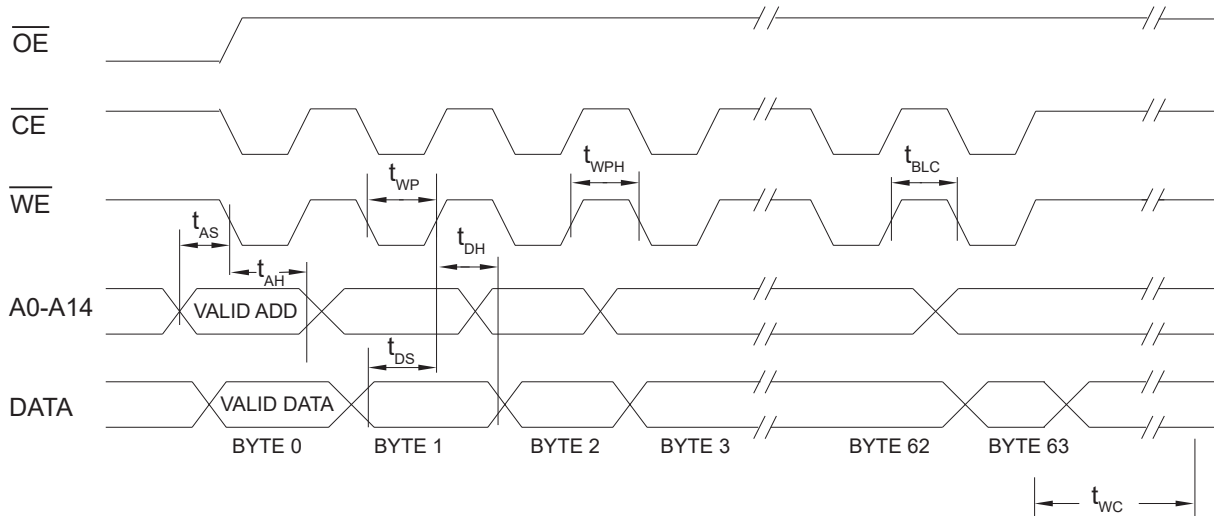 OE
CE
tWP
tWPH
tBLC
WE
tAS
tDH
tAH
A0-A14
VALID ADD
tDS
DATA
VALID DATA
BYTE 0
BYTE 1
BYTE 2
BYTE 3
BYTE 62
BYTE 63
tWC